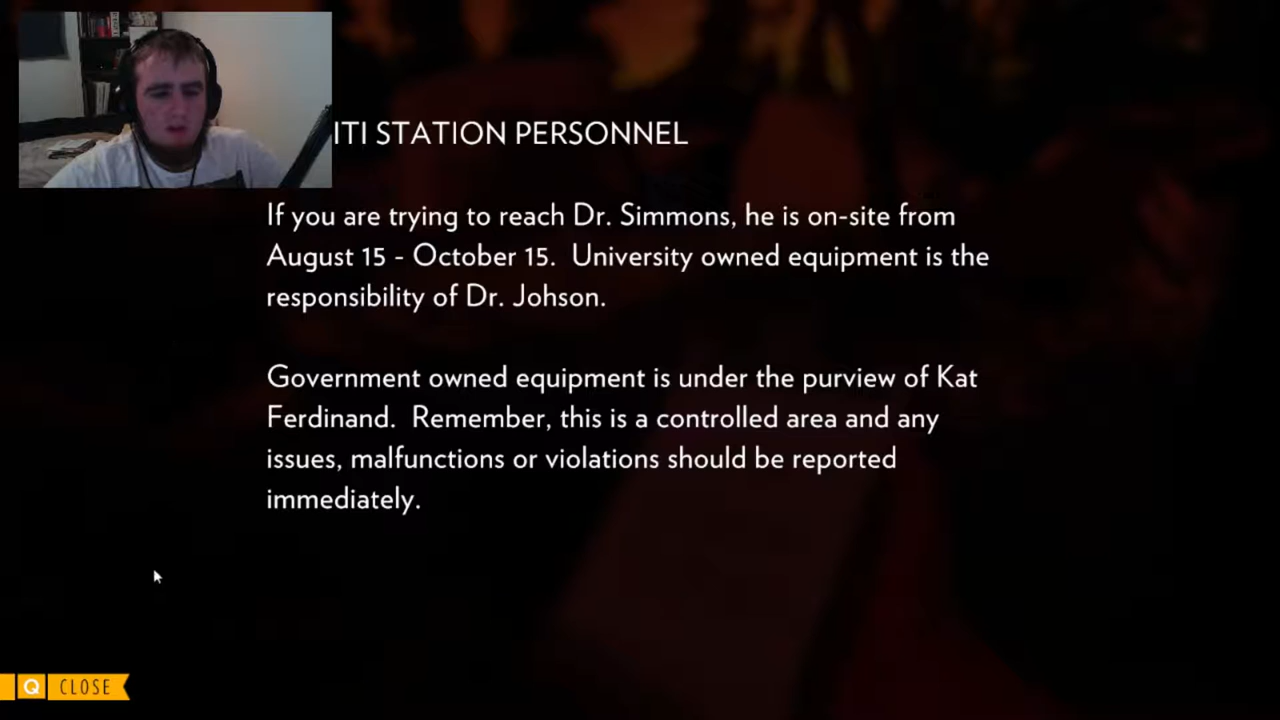 ITI STATION PERSONNEL
If you are trying to reach Dr. Simmons, he is on-site from
August 15 - October 15.  University owned equipment is the
responsibility of Dr. Johson.
Government owned equipment is under the purview of Kat
Ferdinand.  Remember, this is a controlled area and any
issues, malfunctions or violations should be reported
immediately.
Q CLOSE